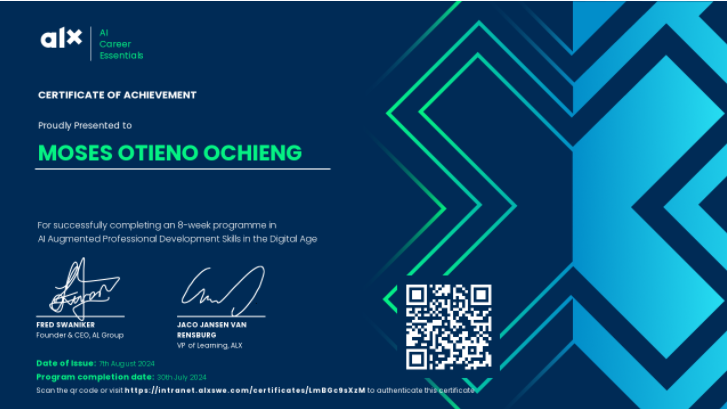 alx
AI
Career
Essentials
CERTIFICATE OF ACHIEVEMENT
Proudly Presented to
MOSES OTIENO OCHIENG
For successfully completing an 8-week programme in
AI Augmented Professional Development Skills in the Digital Age
FRED SWANIKER
Founder & CEO, AL Group
JACO JANSEN VAN
RENSBURG
VP of Learning, ALX
Date of Issue: 7th August 2024
Program completion date: 30th July 2024
Scan the qr code or visit https://intranet.alxswe.com/certificates/LmBGc9sXzM to authenticate this certificate